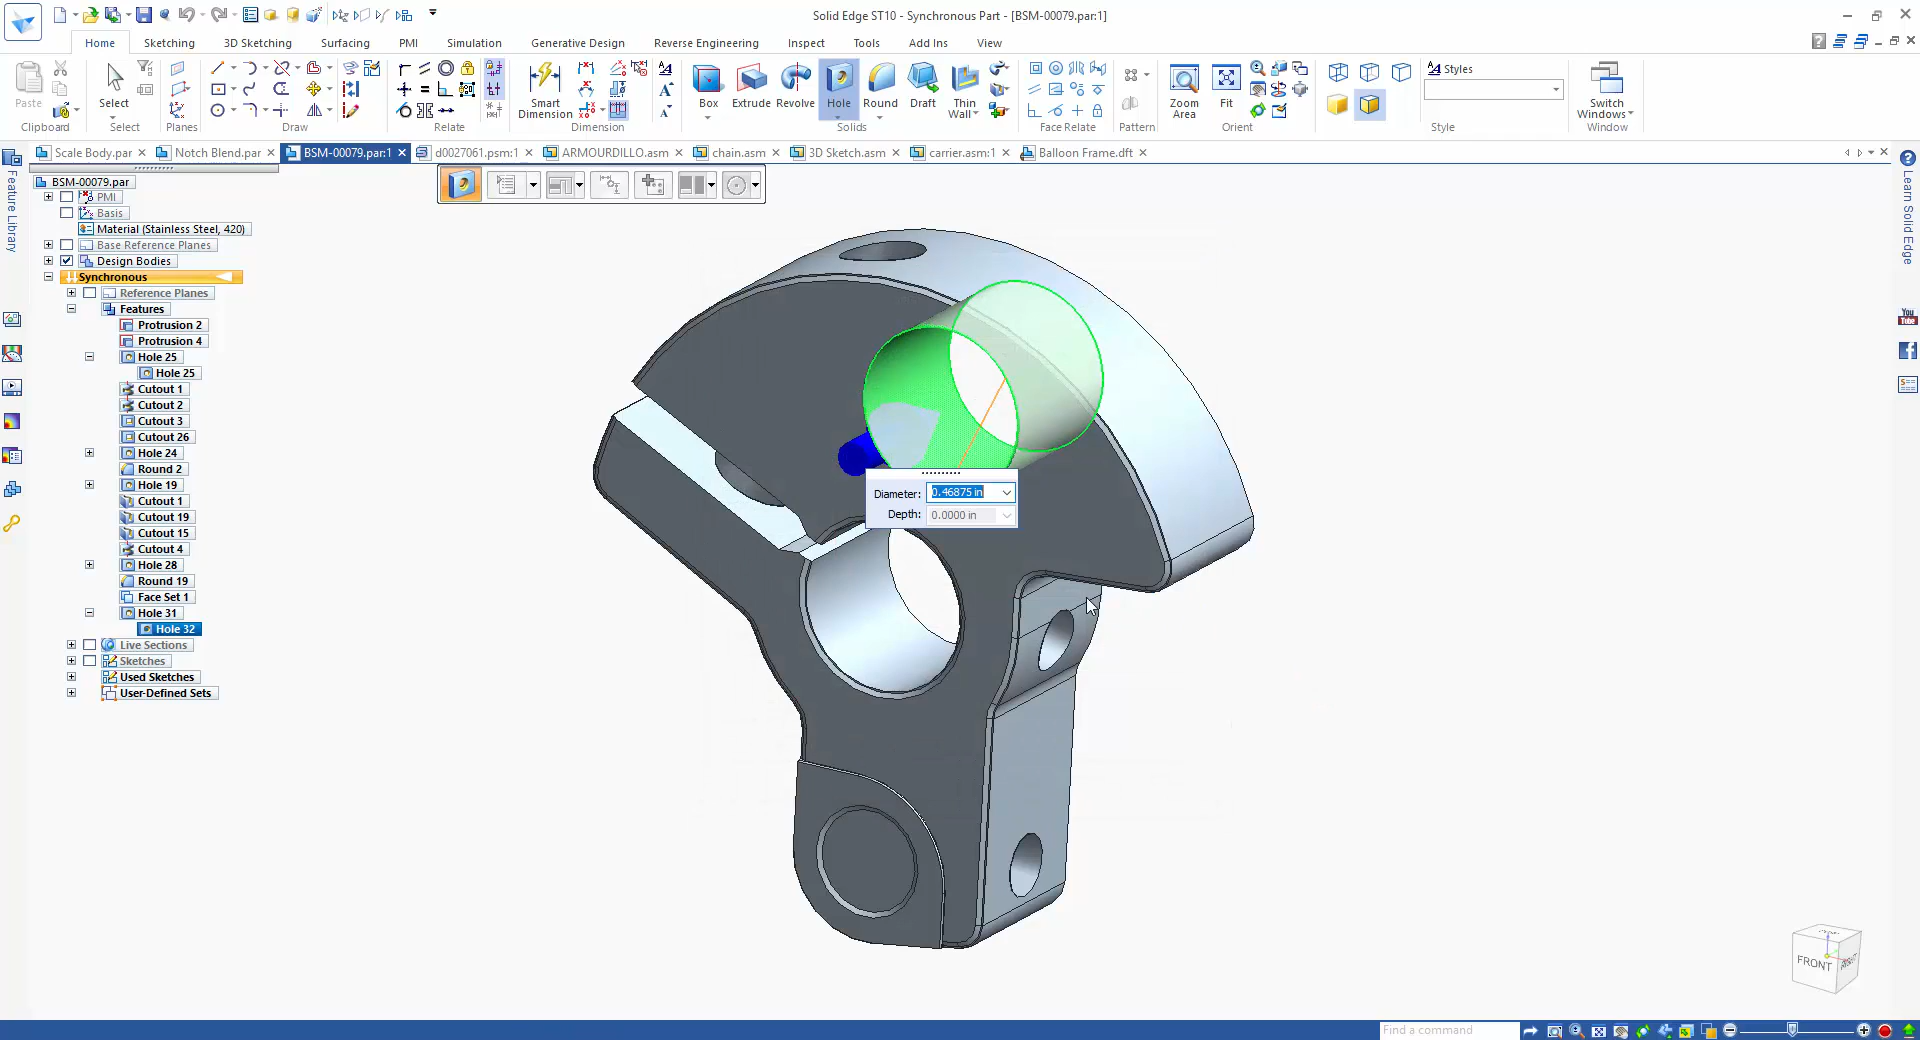 Solid Edge ST10 - Synchronous Part - [BSM-00079.par:1]
Home Sketching 3D Sketching Surfacing PMI Simulation Generative Design Reverse Engineering Inspect Tools Add Ins View
Paste
Clipboard
Select
Select
Planes
Draw
Relate
Smart Dimension
Dimension
Box Extrude Revolve Hole Round Draft Thin Wall
Solids
Face Relate
Pattern
Zoom Area Fit
Orient
Styles
Style
Switch Windows
Window
Scale Body.par Notch Blend.par BSM-00079.par:1 d0027061.psm:1 ARMOURDILLO.asm chain.asm 3D Sketch.asm carrier.asm:1 Balloon Frame.dft
Feature Library
Learn Solid Edge
You Tube
BSM-00079.par
PMI
Basis
Material (Stainless Steel, 420)
Base Reference Planes
Design Bodies
Synchronous
Reference Planes
Features
Protrusion 2
Protrusion 4
Hole 25
Hole 25
Cutout 1
Cutout 2
Cutout 3
Cutout 26
Hole 24
Round 2
Hole 19
Cutout 1
Cutout 19
Cutout 15
Cutout 4
Hole 28
Round 19
Face Set 1
Hole 31
Hole 32
Live Sections
Sketches
Used Sketches
User-Defined Sets
Diameter: 0.46875 in
Depth: 0.0000 in
FRONT
Find a command